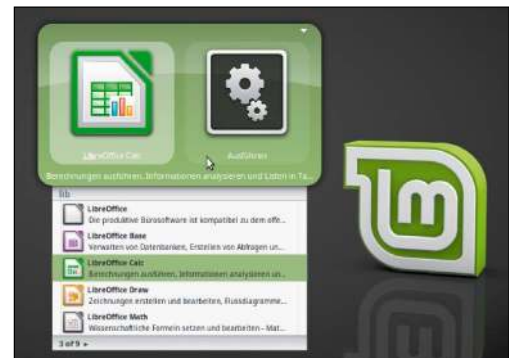 LibreOffice Calc
Ausführen
Berechnungen ausführen, Informationen analysieren und Listen in Ta...
lib
LibreOffice
Die produktive Bürosoftware ist kompatibel zu dem offe...
LibreOffice Base
Verwalten von Datenbanken, Erstellen von Abfragen un...
LibreOffice Calc
Berechnungen ausführen, Informationen analysieren un...
LibreOffice Draw
Zeichnungen erstellen und bearbeiten, Flussdiagramme...
LibreOffice Math
Wissenschaftliche Formeln setzen und bearbeiten - Mat...
3 of 9